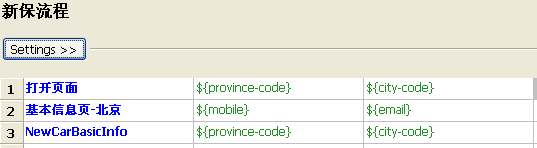 新保流程
Settings >>
1 打开页面 ${province-code} ${city-code}
2 基本信息页-北京 ${mobile} ${email}
3 NewCarBasicInfo ${province-code} ${city-code}